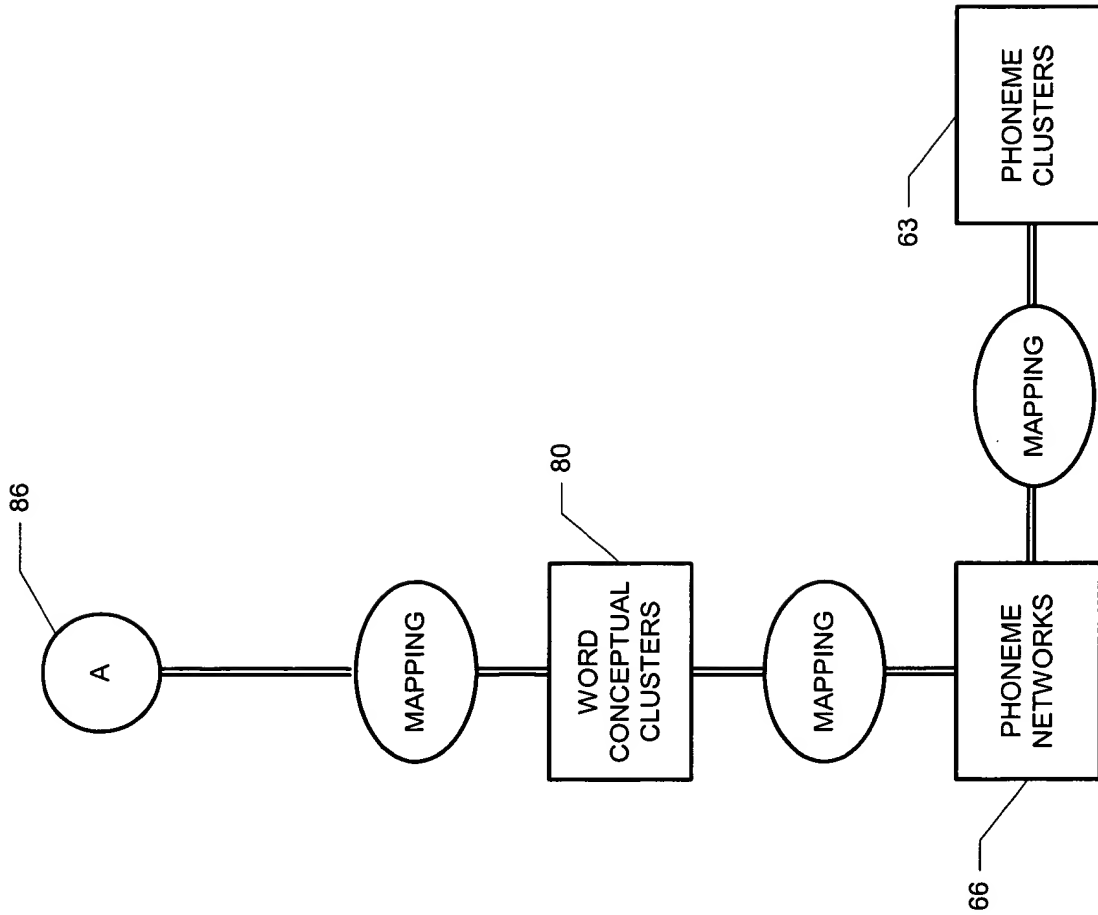 86
A
MAPPING
80
WORD
CONCEPTUAL
CLUSTERS
MAPPING
66
PHONEME
NETWORKS
MAPPING
63
PHONEME
CLUSTERS